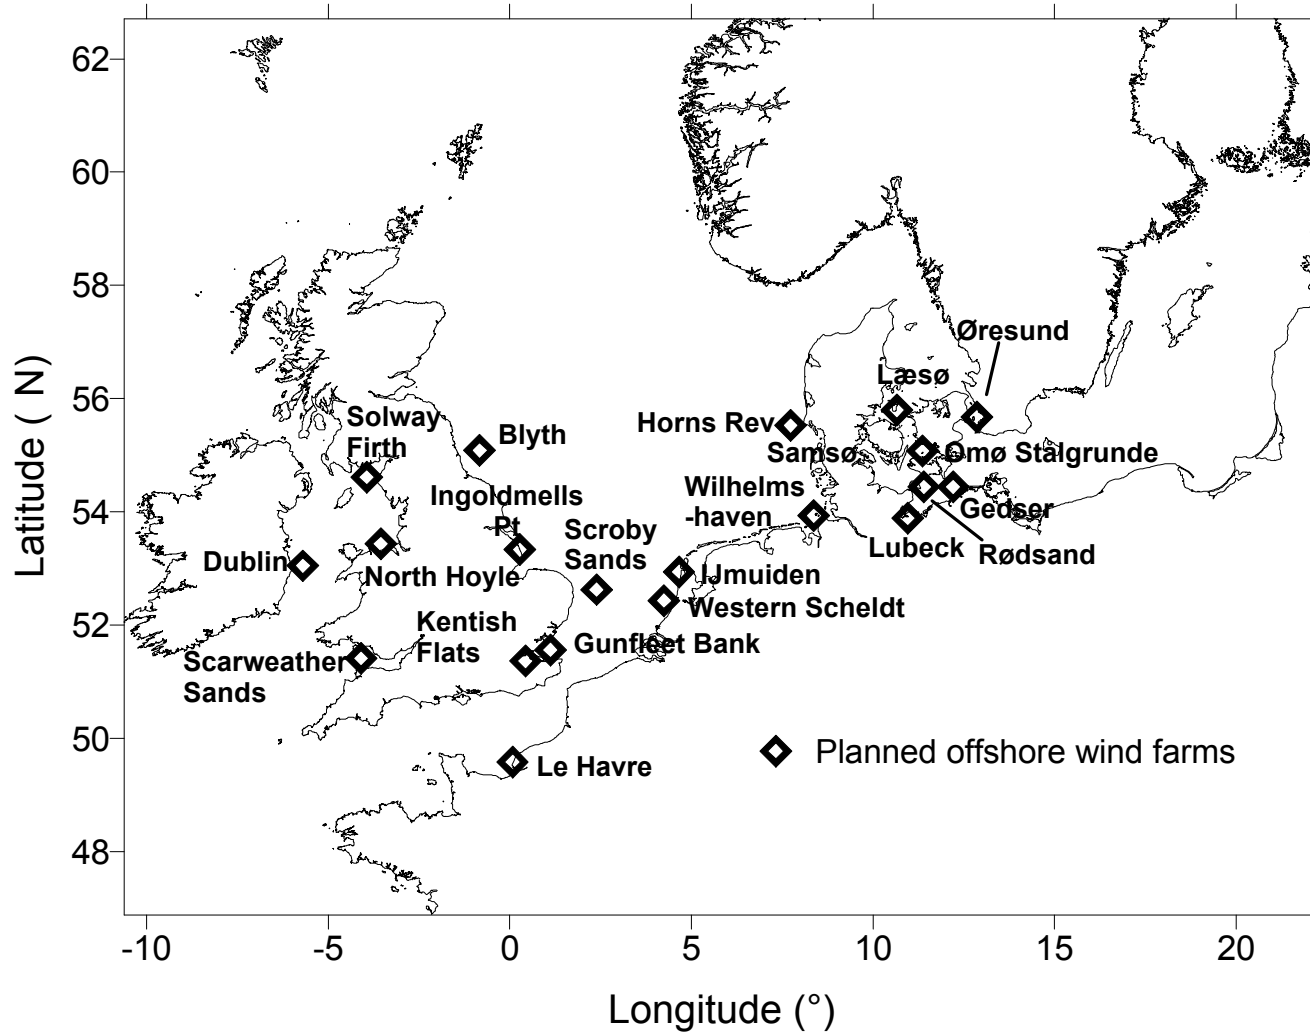 62
60
58
56
54
52
50
48
Latitude ( N)
Øresund
Læsø
Solway
Firth
Blyth
Horns Rev
Samsø
Omø Stalgrunde
Ingoldmells
Pt
Wilhelms
-haven
Scroby
Sands
Gedser
Lubeck
Rødsand
Dublin
North Hoyle
IJmuiden
Western Scheldt
Kentish
Flats
Gunfleet Bank
Scarweather
Sands
Le Havre
Planned offshore wind farms
-10
-5
0
5
10
15
20
Longitude (°)